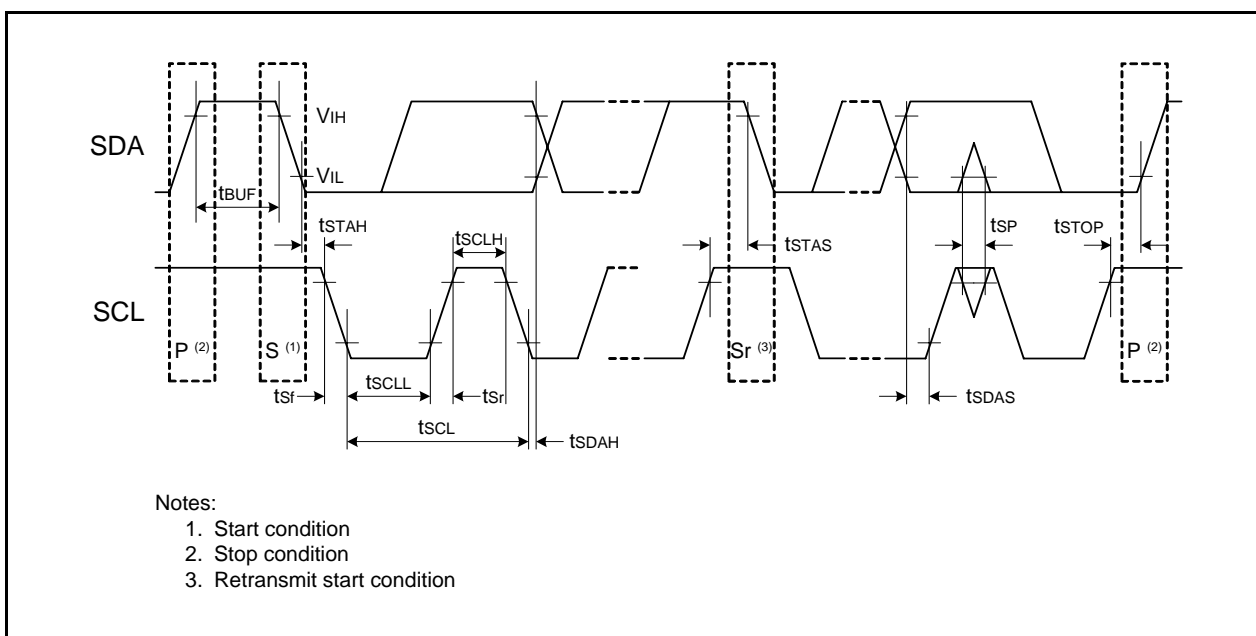 SDA
VIH
VIL
tBUF
tSTAH
tSCLH
tSTAS
tSP
tSTOP
SCL
P (2)
S (1)
Sr (3)
P (2)
tSf
tSCLL
tSr
tSCL
tSDAH
tSDAS
Notes:
1. Start condition
2. Stop condition
3. Retransmit start condition